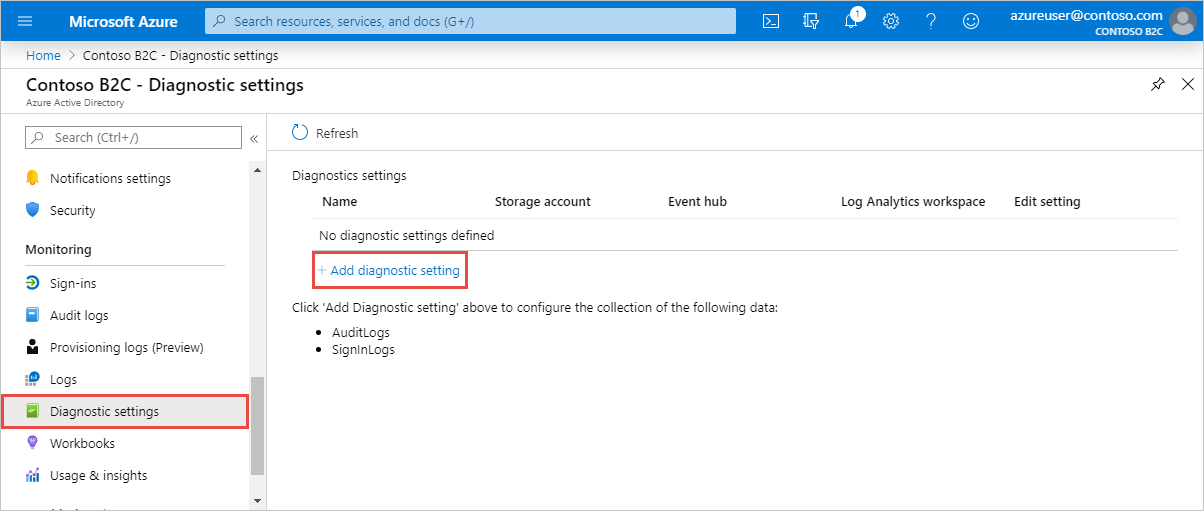 Microsoft Azure
Search resources, services, and docs (G+/)
1
azureuser@contoso.com
CONTOSO B2C
Home > Contoso B2C - Diagnostic settings
Contoso B2C - Diagnostic settings
Azure Active Directory
Search (Ctrl+/)
«
Notifications settings
Security
Monitoring
Sign-ins
Audit logs
Provisioning logs (Preview)
Logs
Diagnostic settings
Workbooks
Usage & insights
Refresh
Diagnostics settings
Name Storage account Event hub Log Analytics workspace Edit setting
No diagnostic settings defined
+ Add diagnostic setting
Click 'Add Diagnostic setting' above to configure the collection of the following data:
• AuditLogs
• SignInLogs